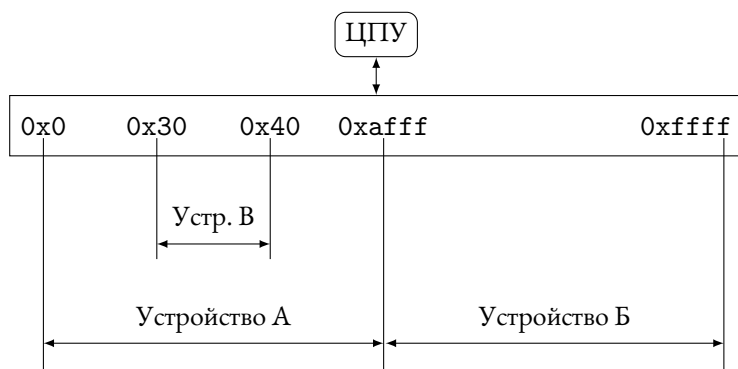 ЦПУ
0x0 0x30 0x40 0xafff 0xffff
Устр. В
Устройство А Устройство Б